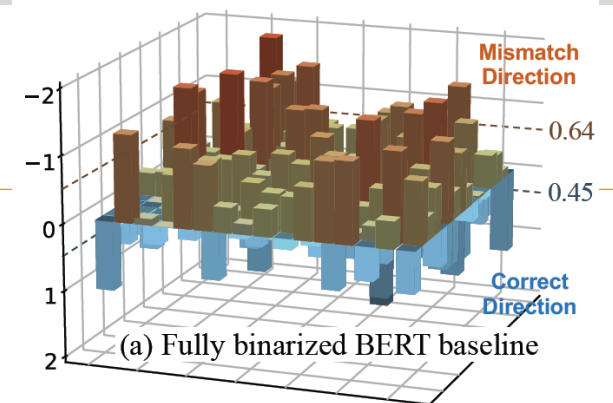 Mismatch
Direction
−2
0.64
−1
0.45
0
Correct
Direction
1
(a) Fully binarized BERT baseline
2